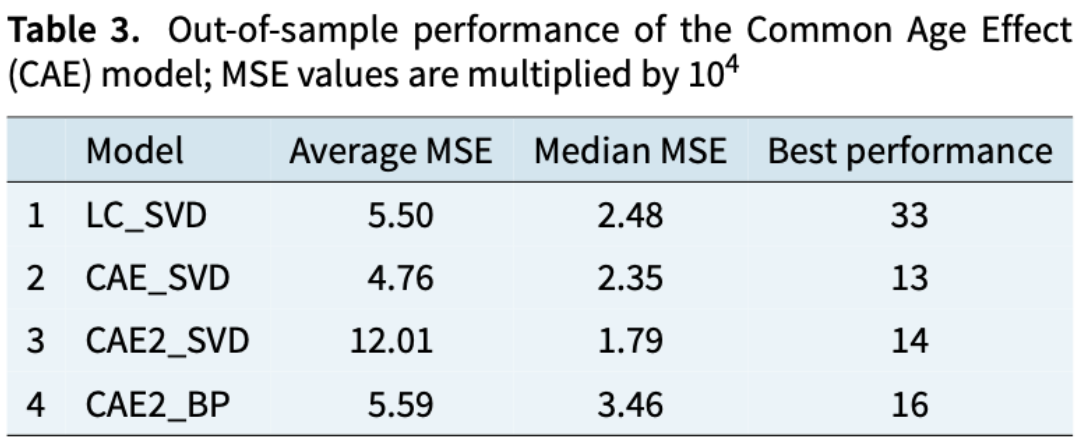 Table 3. Out-of-sample performance of the Common Age Effect
(CAE) model; MSE values are multiplied by 10⁴
Model Average MSE Median MSE Best performance
1 LC_SVD 5.50 2.48 33
2 CAE_SVD 4.76 2.35 13
3 CAE2_SVD 12.01 1.79 14
4 CAE2_BP 5.59 3.46 16